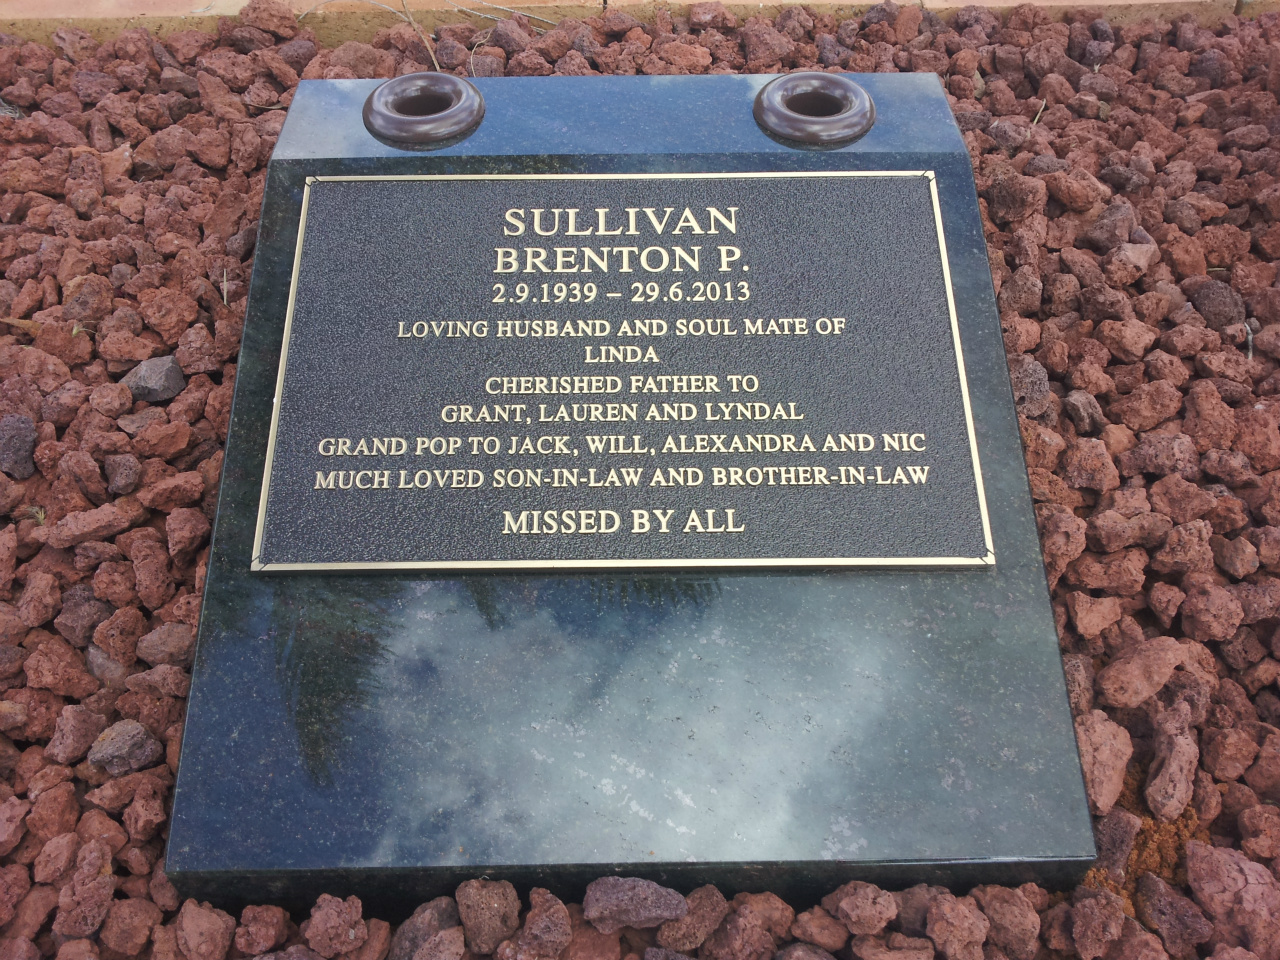 SULLIVAN
BRENTON P.
2.9.1939 – 29.6.2013
LOVING HUSBAND AND SOUL MATE OF
LINDA
CHERISHED FATHER TO
GRANT, LAUREN AND LYNDAL
GRAND POP TO JACK, WILL, ALEXANDRA AND NIC
MUCH LOVED SON-IN-LAW AND BROTHER-IN-LAW
MISSED BY ALL